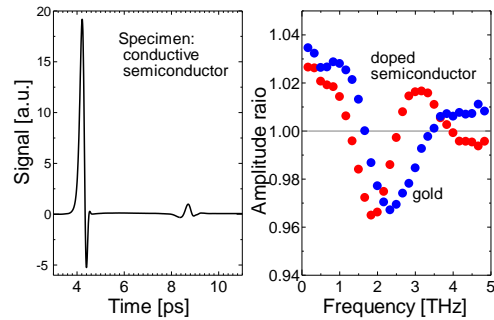 Signal [a.u.]
20
15
10
5
0
-5
Specimen:
conductive
semiconductor
4
6
8
10
Time [ps]
Amplitude raio
1.04
1.02
1.00
0.98
0.96
0.94
doped
semiconductor
gold
0
1
2
3
4
5
Frequency [THz]